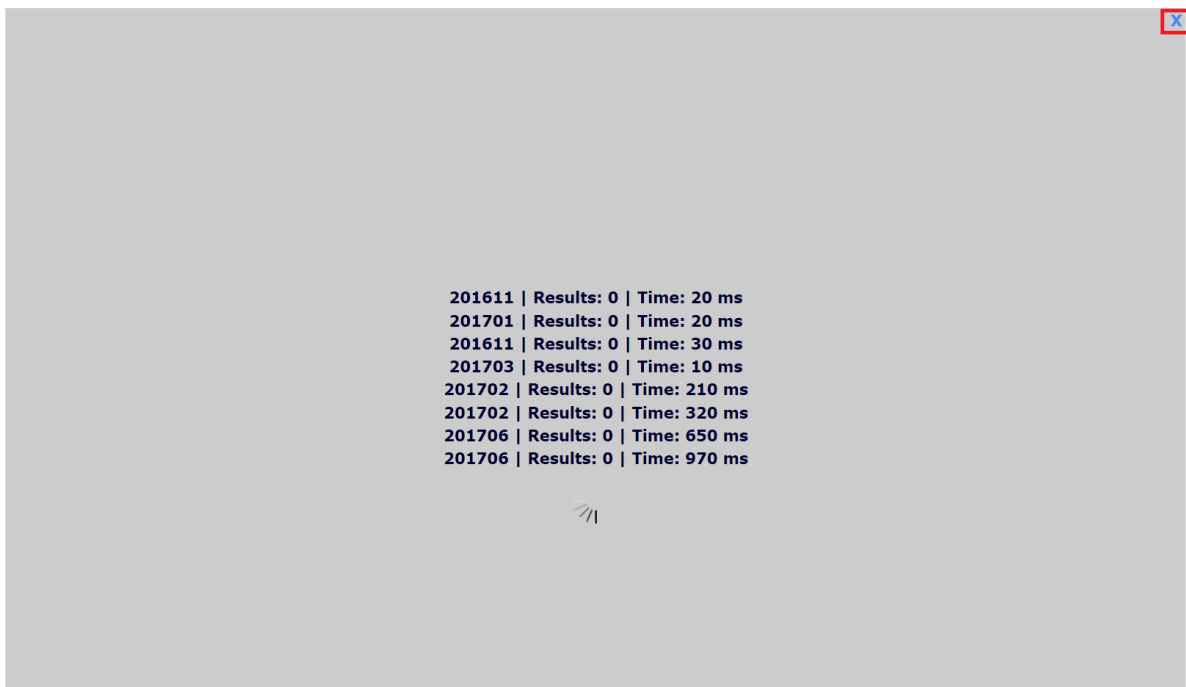 X
201611 | Results: 0 | Time: 20 ms
201701 | Results: 0 | Time: 20 ms
201611 | Results: 0 | Time: 30 ms
201703 | Results: 0 | Time: 10 ms
201702 | Results: 0 | Time: 210 ms
201702 | Results: 0 | Time: 320 ms
201706 | Results: 0 | Time: 650 ms
201706 | Results: 0 | Time: 970 ms